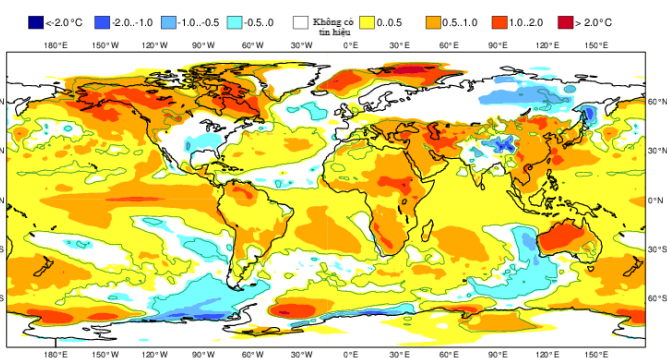 <-2.0°C -2.0..-1.0 -1.0..-0.5 -0.5..0 Không có tín hiệu 0..0.5 0.5..1.0 1.0..2.0 > 2.0°C
180°E 150°W 120°W 90°W 60°W 30°W 0°E 30°E 60°E 90°E 120°E 150°E
N 60°N
N 30°N
N 0°N
S 30°S
S 60°S
180°E 150°W 120°W 90°W 60°W 30°W 0°E 30°E 60°E 90°E 120°E 150°E